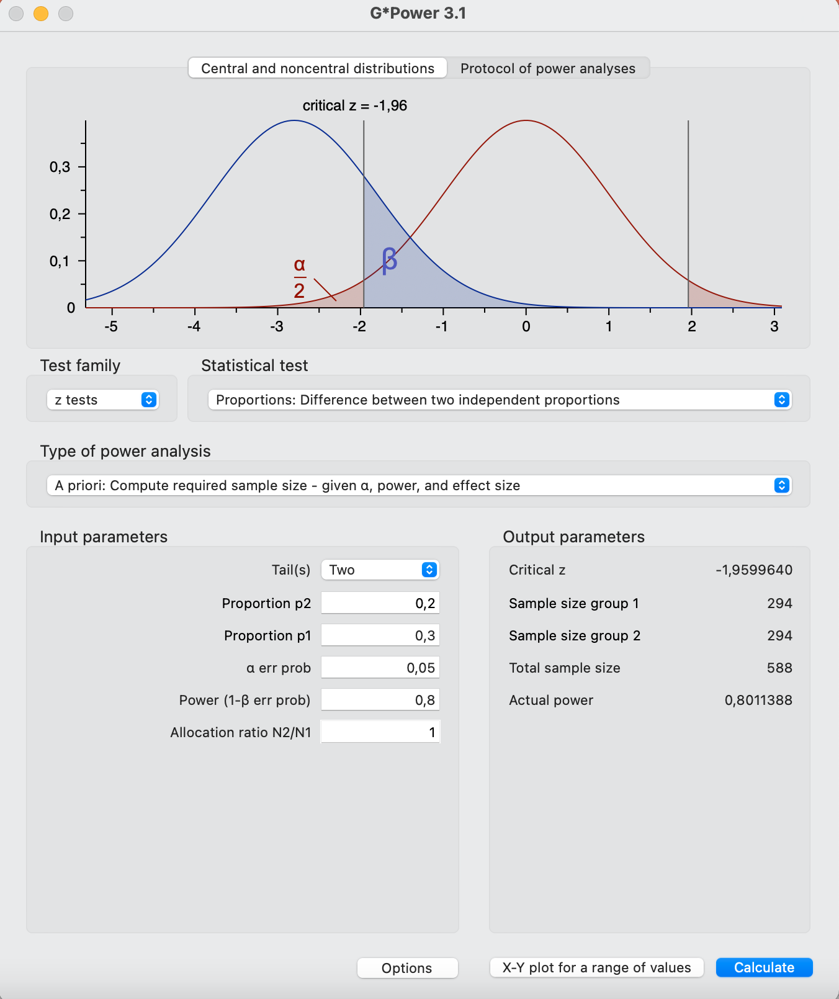 G*Power 3.1
Central and noncentral distributions Protocol of power analyses
critical z = -1,96
0,3
0,2
0,1
0
α
2
β
-5 -4 -3 -2 -1 0 1 2 3
Test family Statistical test
z tests Proportions: Difference between two independent proportions
Type of power analysis
A priori: Compute required sample size - given α, power, and effect size
Input parameters Output parameters
Tail(s) Two Critical z -1,9599640
Proportion p2 0,2 Sample size group 1 294
Proportion p1 0,3 Sample size group 2 294
α err prob 0,05 Total sample size 588
Power (1-β err prob) 0,8 Actual power 0,8011388
Allocation ratio N2/N1 1
Options X-Y plot for a range of values Calculate